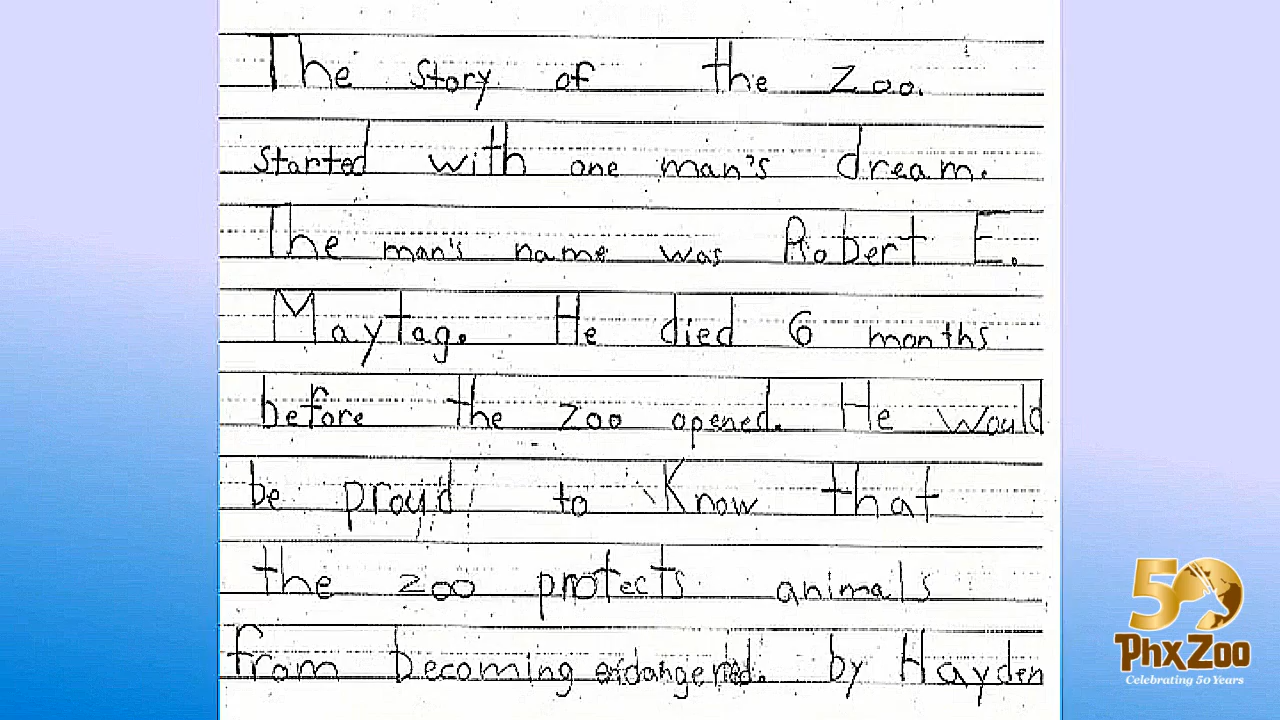 The story of the zoo.
started with one man's dream.
The man's name was Robert E.
Maytag. He died 6 months
before the zoo opened. He would
be proud to Know that
the zoo protects animals
from becoming endangered. by Hayden
50
PhxZoo
Celebrating 50 Years